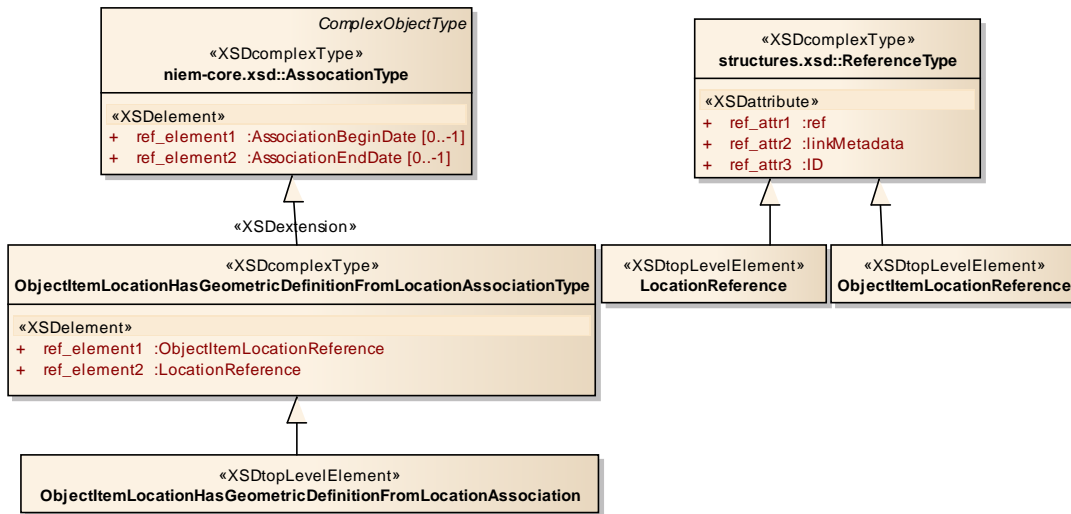 ComplexObjectType
«XSDcomplexType»
niem-core.xsd::AssocationType
«XSDelement»
+ ref_element1 :AssociationBeginDate [0..-1]
+ ref_element2 :AssociationEndDate [0..-1]
«XSDcomplexType»
structures.xsd::ReferenceType
«XSDattribute»
+ ref_attr1 :ref
+ ref_attr2 :linkMetadata
+ ref_attr3 :ID
«XSDextension»
«XSDcomplexType»
ObjectItemLocationHasGeometricDefinitionFromLocationAssociationType
«XSDelement»
+ ref_element1 :ObjectItemLocationReference
+ ref_element2 :LocationReference
«XSDtopLevelElement»
LocationReference
«XSDtopLevelElement»
ObjectItemLocationReference
«XSDtopLevelElement»
ObjectItemLocationHasGeometricDefinitionFromLocationAssociation